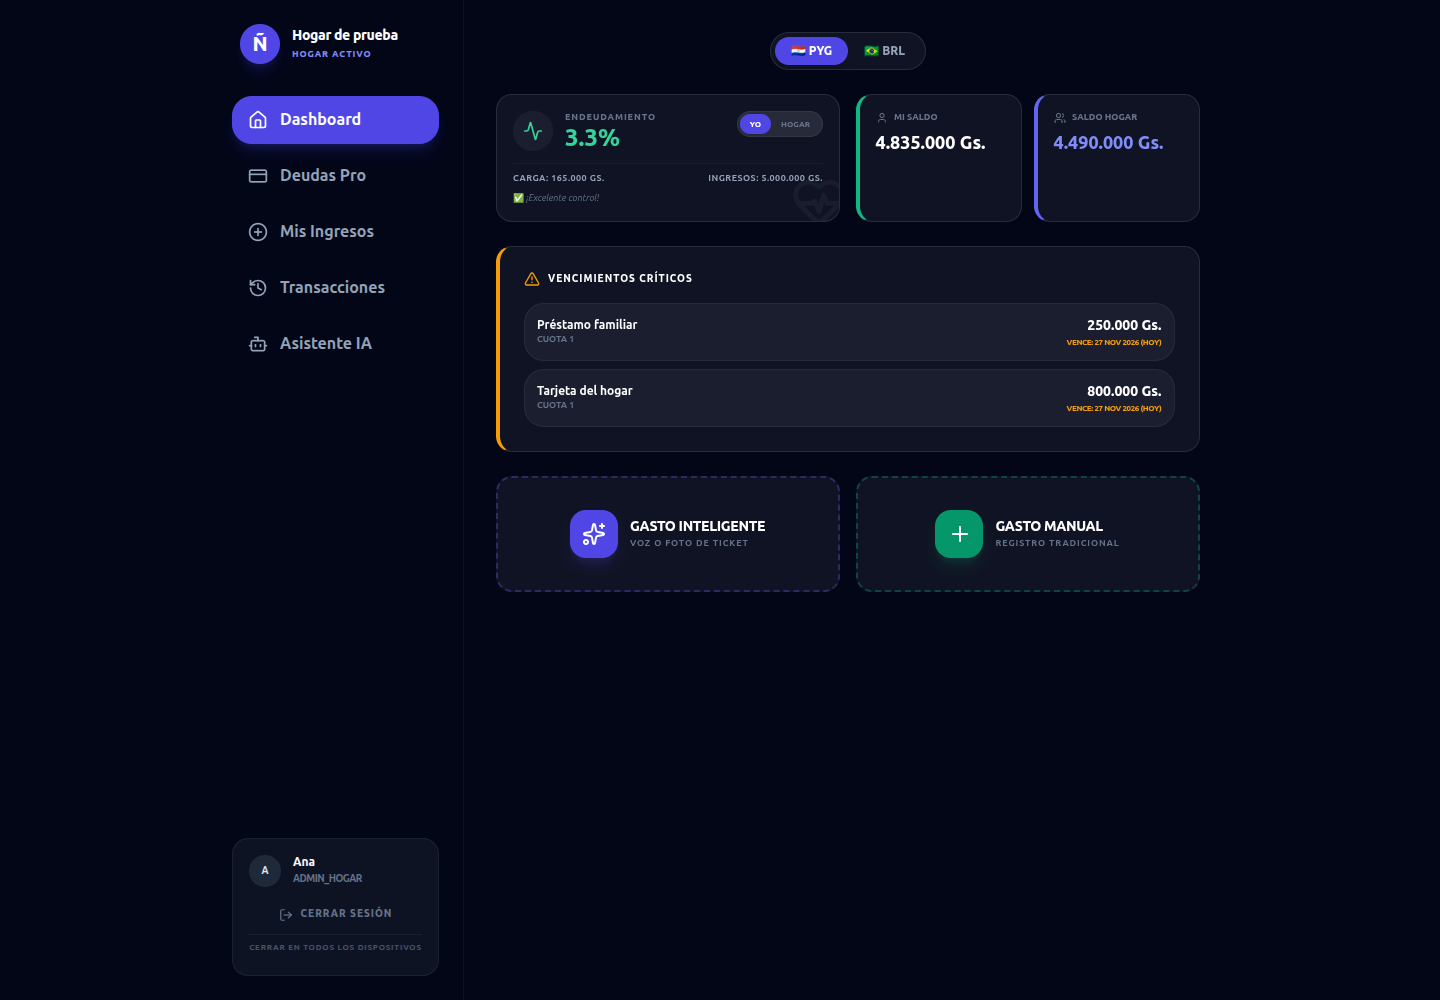 Ñ
Hogar de prueba
HOGAR ACTIVO
Dashboard
Deudas Pro
Mis Ingresos
Transacciones
Asistente IA
A
Ana
ADMIN_HOGAR
CERRAR SESIÓN
CERRAR EN TODOS LOS DISPOSITIVOS
🇵🇾 PYG
🇧🇷 BRL
ENDEUDAMIENTO
3.3%
YO
HOGAR
CARGA: 165.000 GS.
INGRESOS: 5.000.000 GS.
✅ ¡Excelente control!
MI SALDO
4.835.000 Gs.
SALDO HOGAR
4.490.000 Gs.
VENCIMIENTOS CRÍTICOS
Préstamo familiar
CUOTA 1
250.000 Gs.
VENCE: 27 NOV 2026 (HOY)
Tarjeta del hogar
CUOTA 1
800.000 Gs.
VENCE: 27 NOV 2026 (HOY)
GASTO INTELIGENTE
VOZ O FOTO DE TICKET
GASTO MANUAL
REGISTRO TRADICIONAL